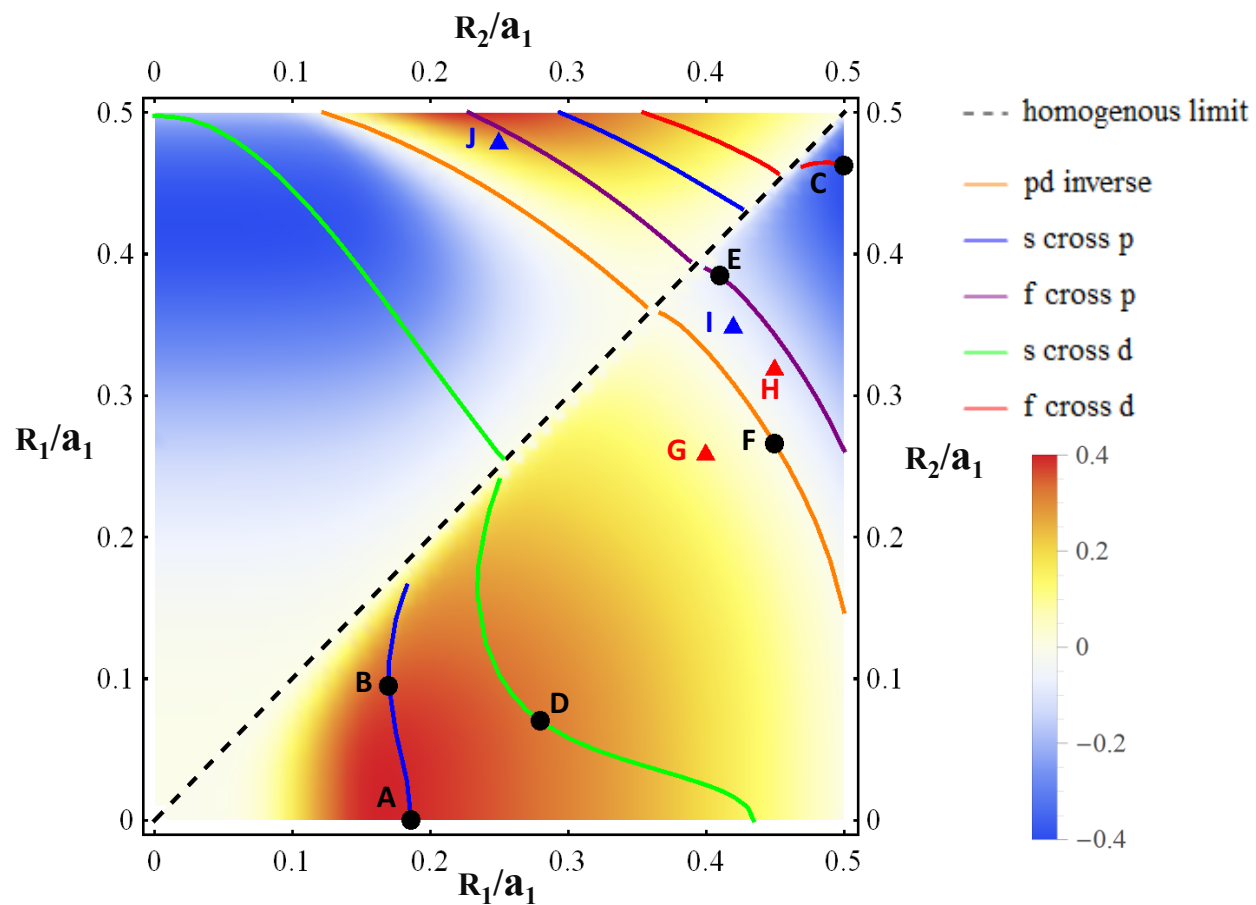 R₂/a₁
0 0.1 0.2 0.3 0.4 0.5
0.5 0.5
J
C
0.4 E 0.4
I
H
0.3 0.3
R₁/a₁ R₂/a₁
F
G
0.2 0.2
0.1 B 0.1
D
A
0 0
0 0.1 0.2 0.3 0.4 0.5
R₁/a₁
homogenous limit
pd inverse
s cross p
f cross p
s cross d
f cross d
0.4
0.2
0
−0.2
−0.4